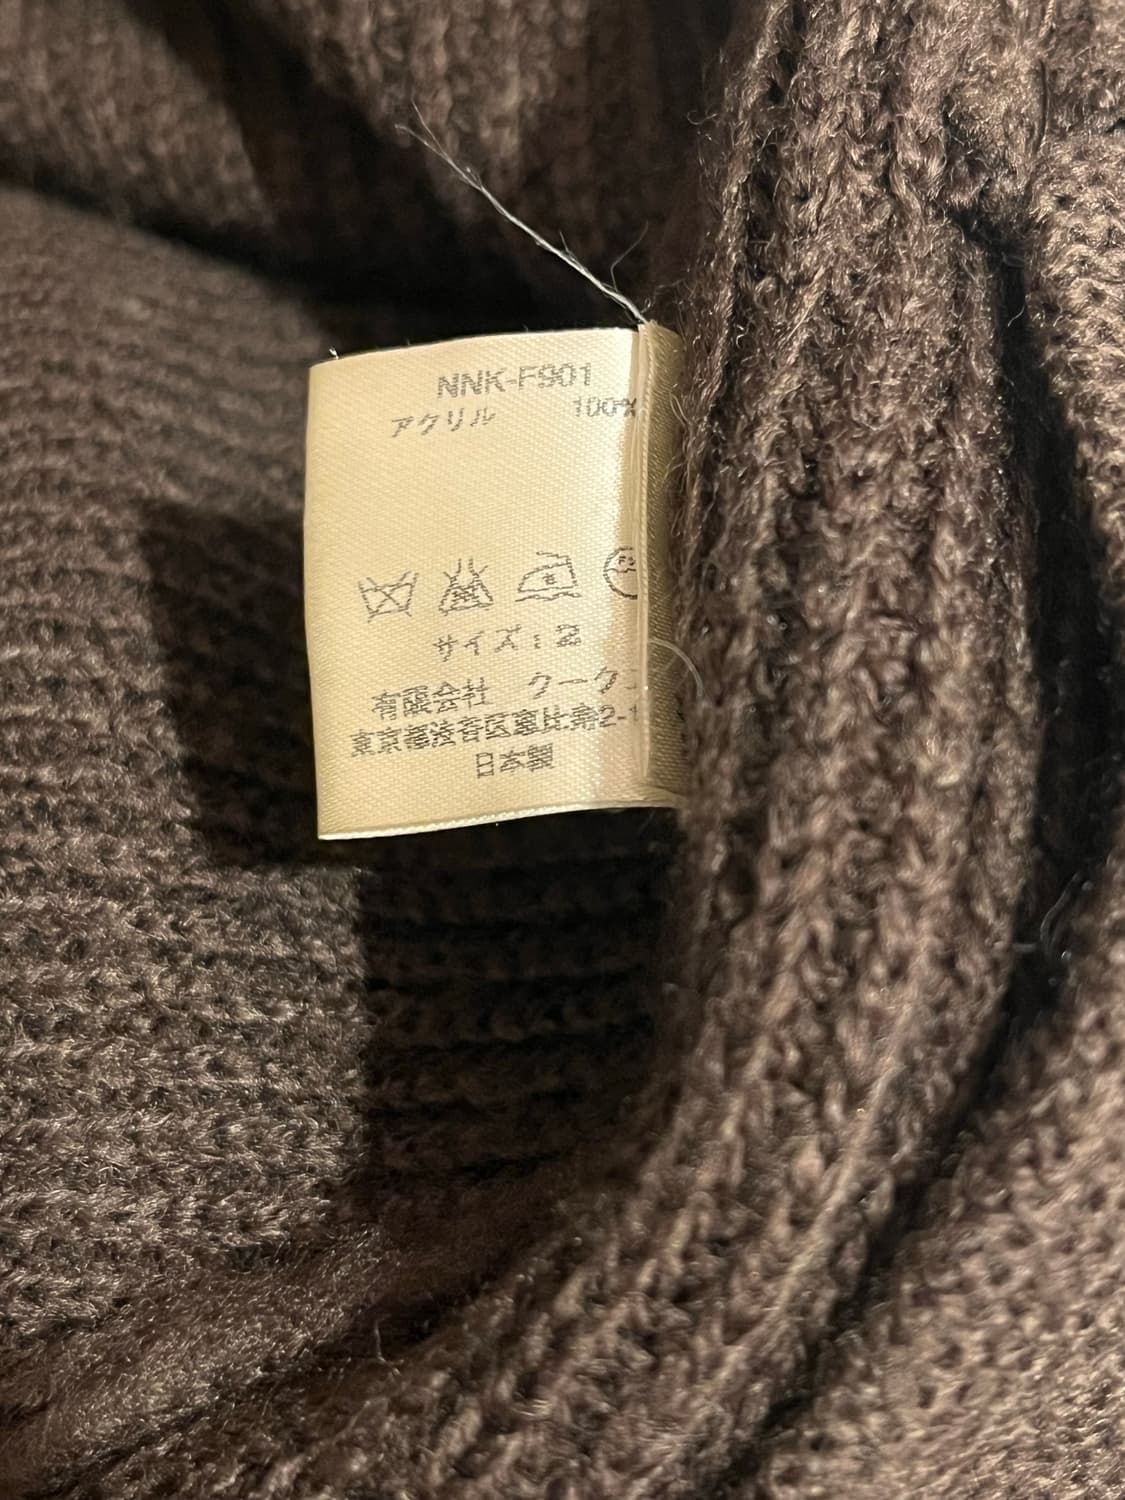 NNK-F901
アクリル 100%
サイズ：2
有限会社 クーク
東京都渋谷区恵比寿2-1
日本製